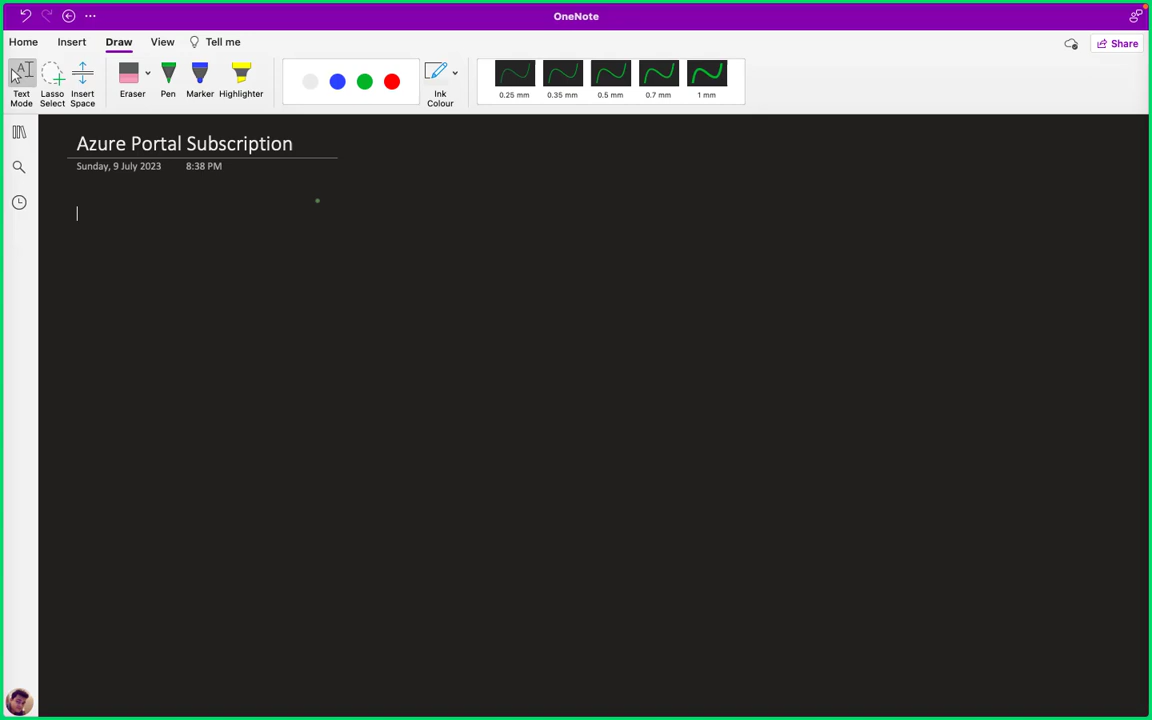 OneNote
Home Insert Draw View Tell me
Share
Text Mode
Lasso Select
Insert Space
Eraser
Pen
Marker
Highlighter
Ink Colour
0.25 mm
0.35 mm
0.5 mm
0.7 mm
1 mm
Azure Portal Subscription
Sunday, 9 July 2023 8:38 PM